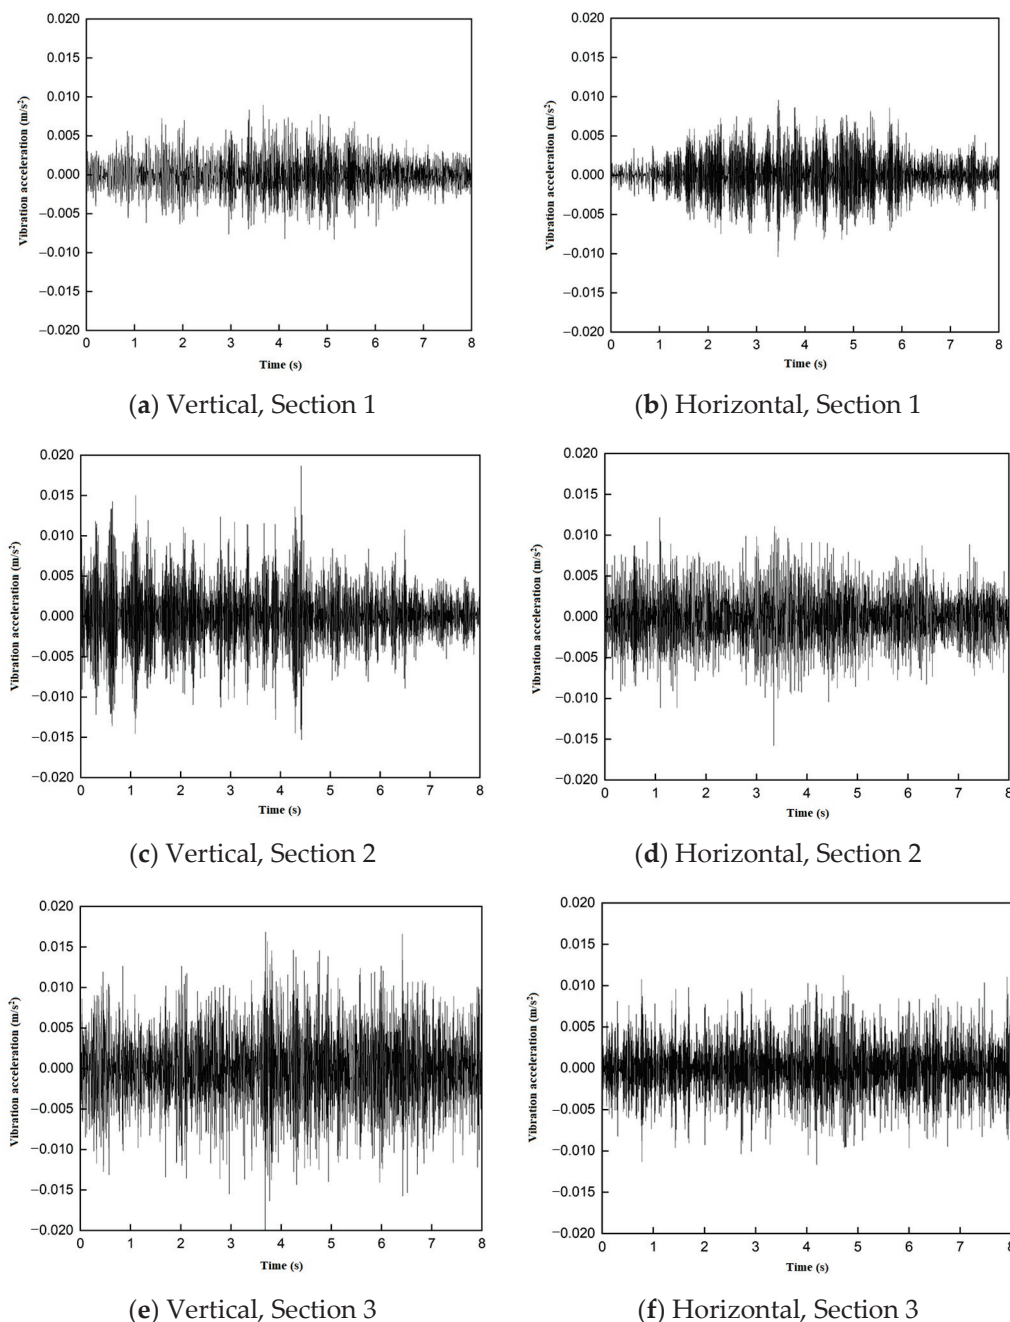 0.020
0.015
0.010
0.005
0.000
−0.005
−0.010
−0.015
−0.020
Vibration acceleration (m/s²)
0 1 2 3 4 5 6 7 8
Time (s)
(a) Vertical, Section 1
0.020
0.015
0.010
0.005
0.000
−0.005
−0.010
−0.015
−0.020
Vibration acceleration (m/s²)
0 1 2 3 4 5 6 7 8
Time (s)
(b) Horizontal, Section 1
0.020
0.015
0.010
0.005
0.000
−0.005
−0.010
−0.015
−0.020
Vibration acceleration (m/s²)
0 1 2 3 4 5 6 7 8
Time (s)
(c) Vertical, Section 2
0.020
0.015
0.010
0.005
0.000
−0.005
−0.010
−0.015
−0.020
Vibration acceleration (m/s²)
0 1 2 3 4 5 6 7 8
Time (s)
(d) Horizontal, Section 2
0.020
0.015
0.010
0.005
0.000
−0.005
−0.010
−0.015
−0.020
Vibration acceleration (m/s²)
0 1 2 3 4 5 6 7 8
Time (s)
(e) Vertical, Section 3
0.020
0.015
0.010
0.005
0.000
−0.005
−0.010
−0.015
−0.020
Vibration acceleration (m/s²)
0 1 2 3 4 5 6 7 8
Time (s)
(f) Horizontal, Section 3